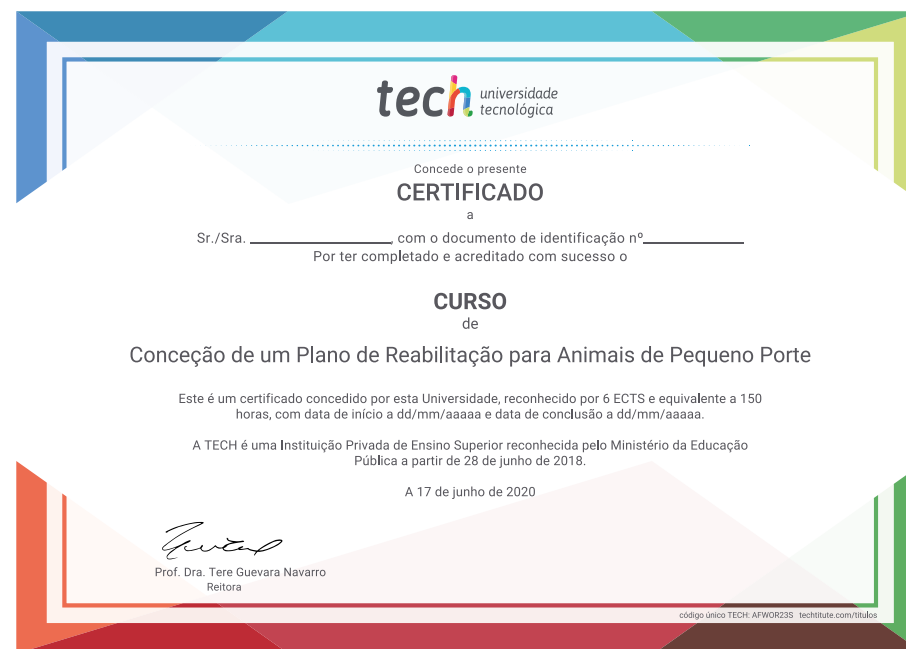 tech universidade
tecnológica
Concede o presente
CERTIFICADO
a
Sr./Sra. _________________, com o documento de identificação nº____________
Por ter completado e acreditado com sucesso o
CURSO
de
Conceção de um Plano de Reabilitação para Animais de Pequeno Porte
Este é um certificado concedido por esta Universidade, reconhecido por 6 ECTS e equivalente a 150
horas, com data de início a dd/mm/aaaaa e data de conclusão a dd/mm/aaaaa.
A TECH é uma Instituição Privada de Ensino Superior reconhecida pelo Ministério da Educação
Pública a partir de 28 de junho de 2018.
A 17 de junho de 2020
Prof. Dra. Tere Guevara Navarro
Reitora
código único TECH: AFWOR23S techtitute.com/titulos